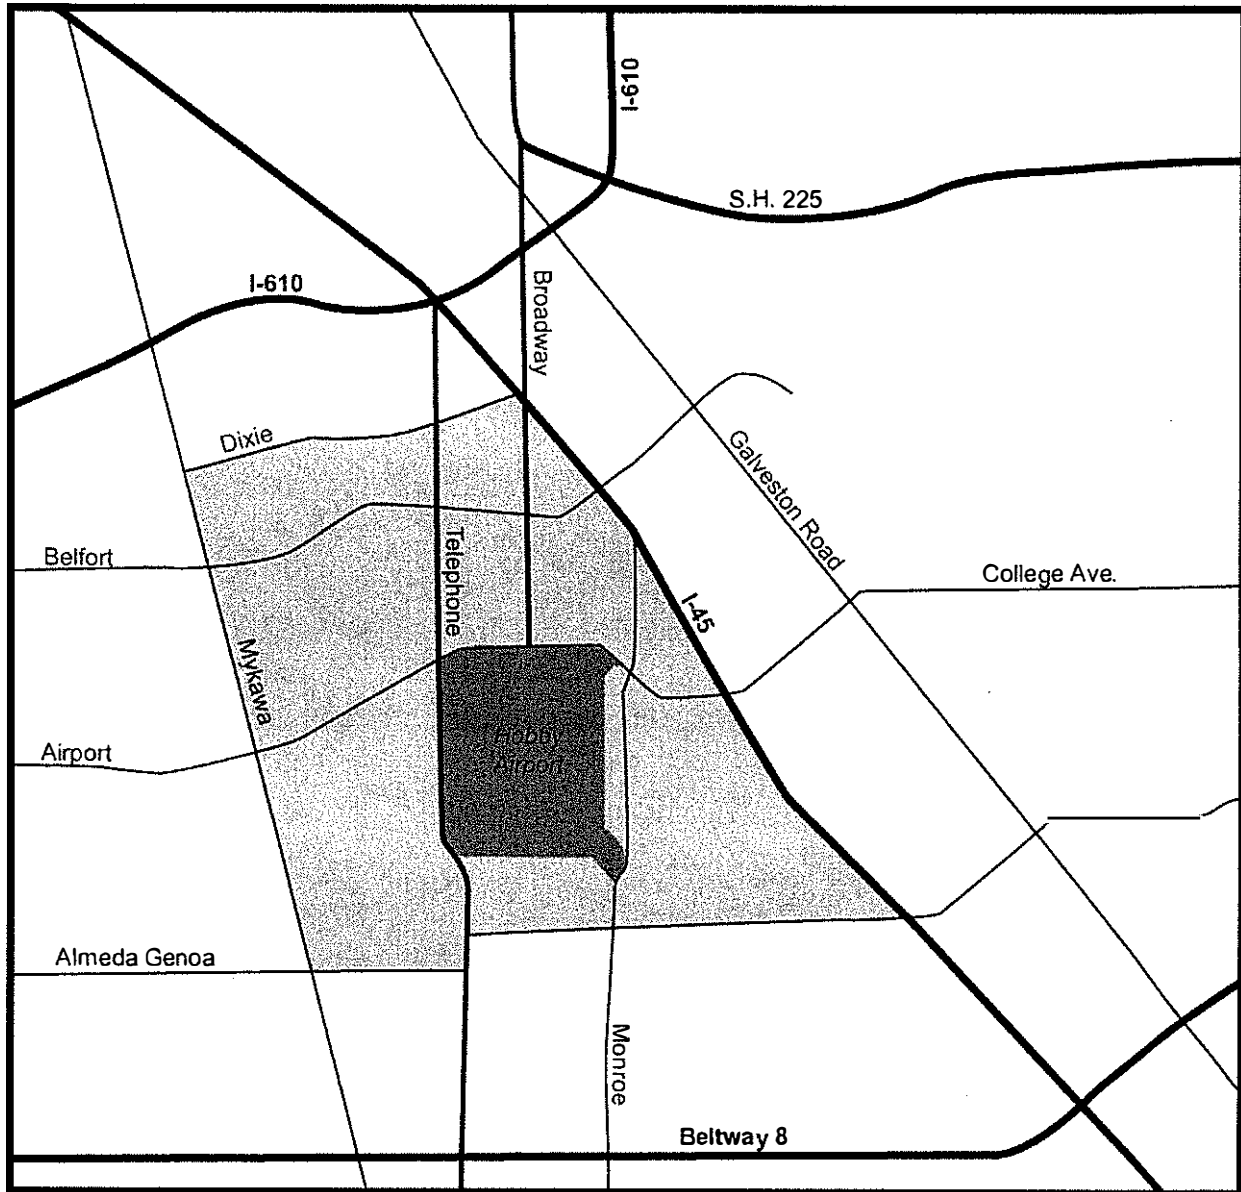 I-610
S.H. 225
I-610
Broadway
Dixie
Galveston Road
Belfort
Telephone
College Ave.
I-45
Mykawa
Hobby
Airport
Airport
Almeda Genoa
Monroe
Beltway 8